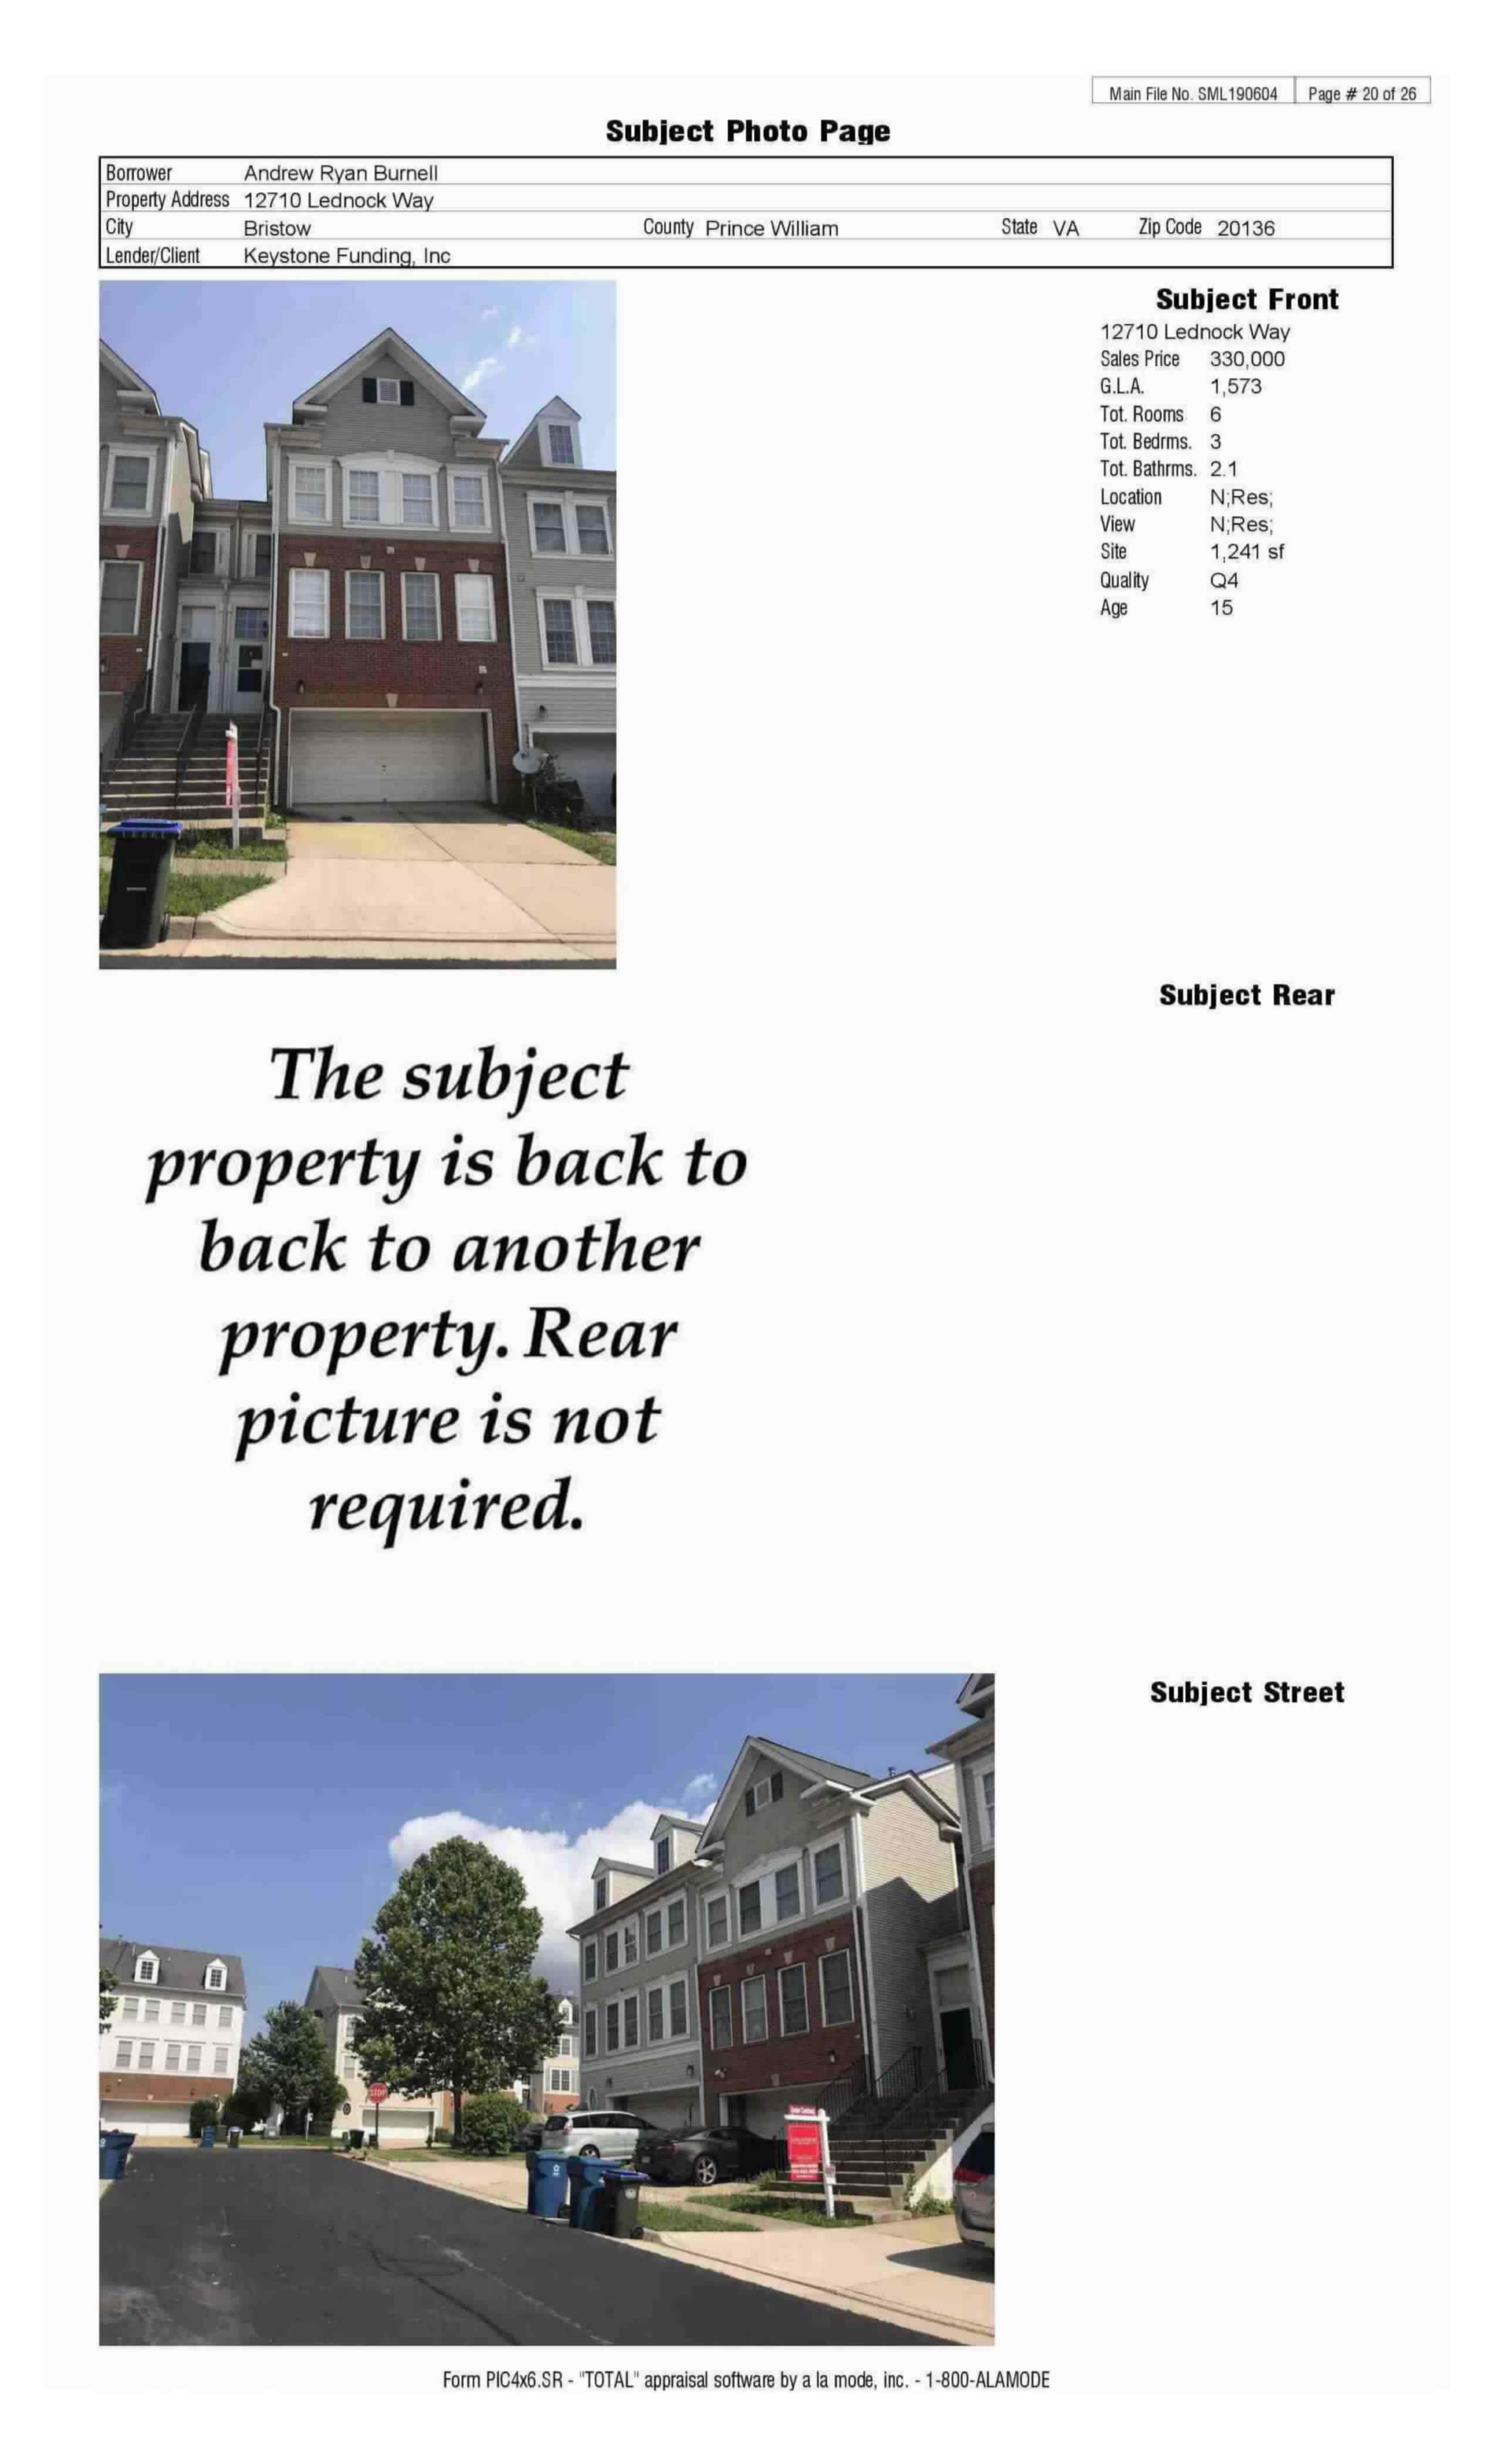 Main File No. SML190604 Page # 20 of 26
Subject Photo Page
Borrower Andrew Ryan Burnell
Property Address 12710 Lednock Way
City Bristow County Prince William State VA Zip Code 20136
Lender/Client Keystone Funding, Inc
Subject Front
12710 Lednock Way
Sales Price 330,000
G.L.A. 1,573
Tot. Rooms 6
Tot. Bedrms. 3
Tot. Bathrms. 2.1
Location N;Res;
View N;Res;
Site 1,241 sf
Quality Q4
Age 15
Subject Rear
The subject
property is back to
back to another
property. Rear
picture is not
required.
Subject Street
STOP
Form PIC4x6.SR - "TOTAL" appraisal software by a la mode, inc. - 1-800-ALAMODE